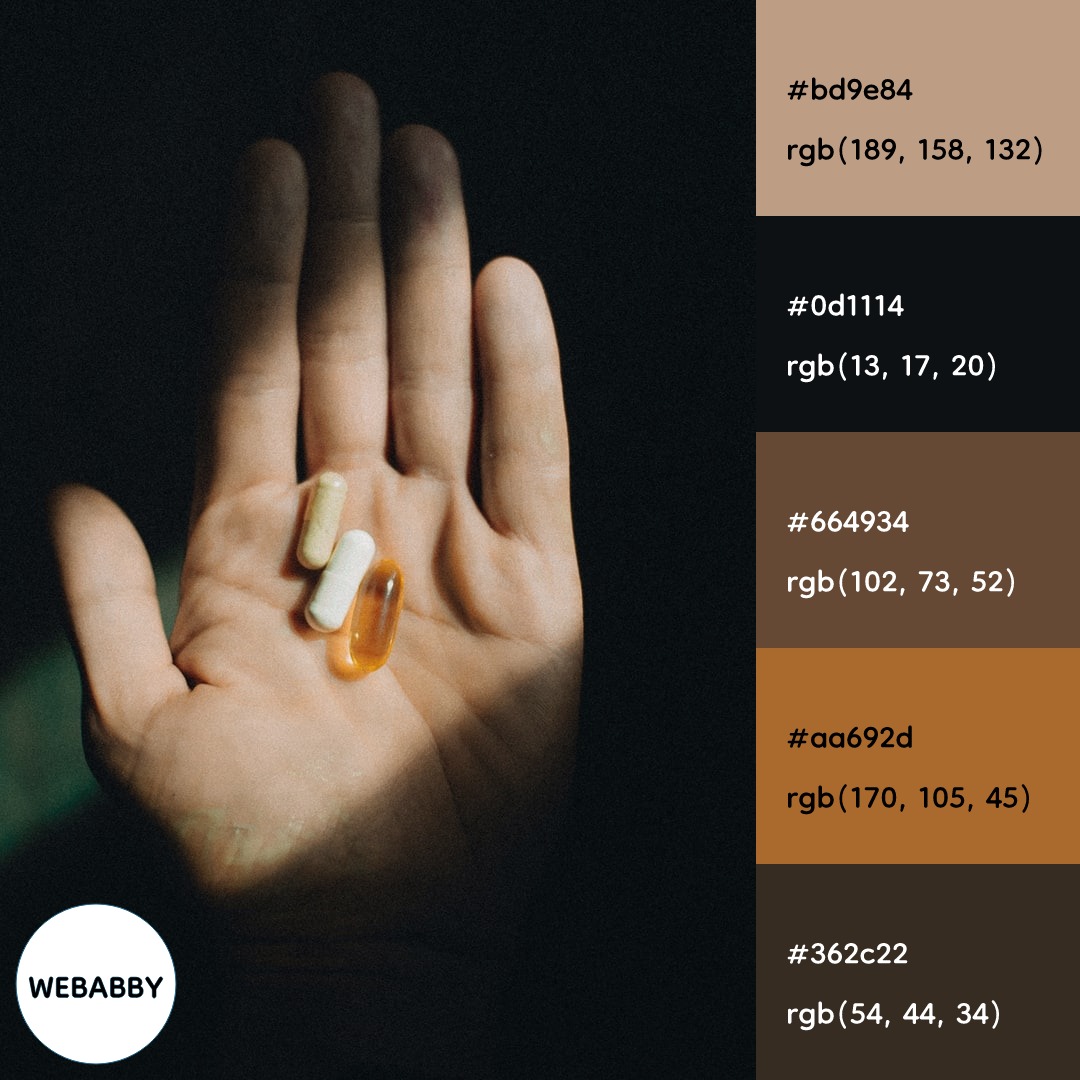 #bd9e84
rgb(189, 158, 132)
#0d1114
rgb(13, 17, 20)
#664934
rgb(102, 73, 52)
#aa692d
rgb(170, 105, 45)
#362c22
rgb(54, 44, 34)
WEBABBY